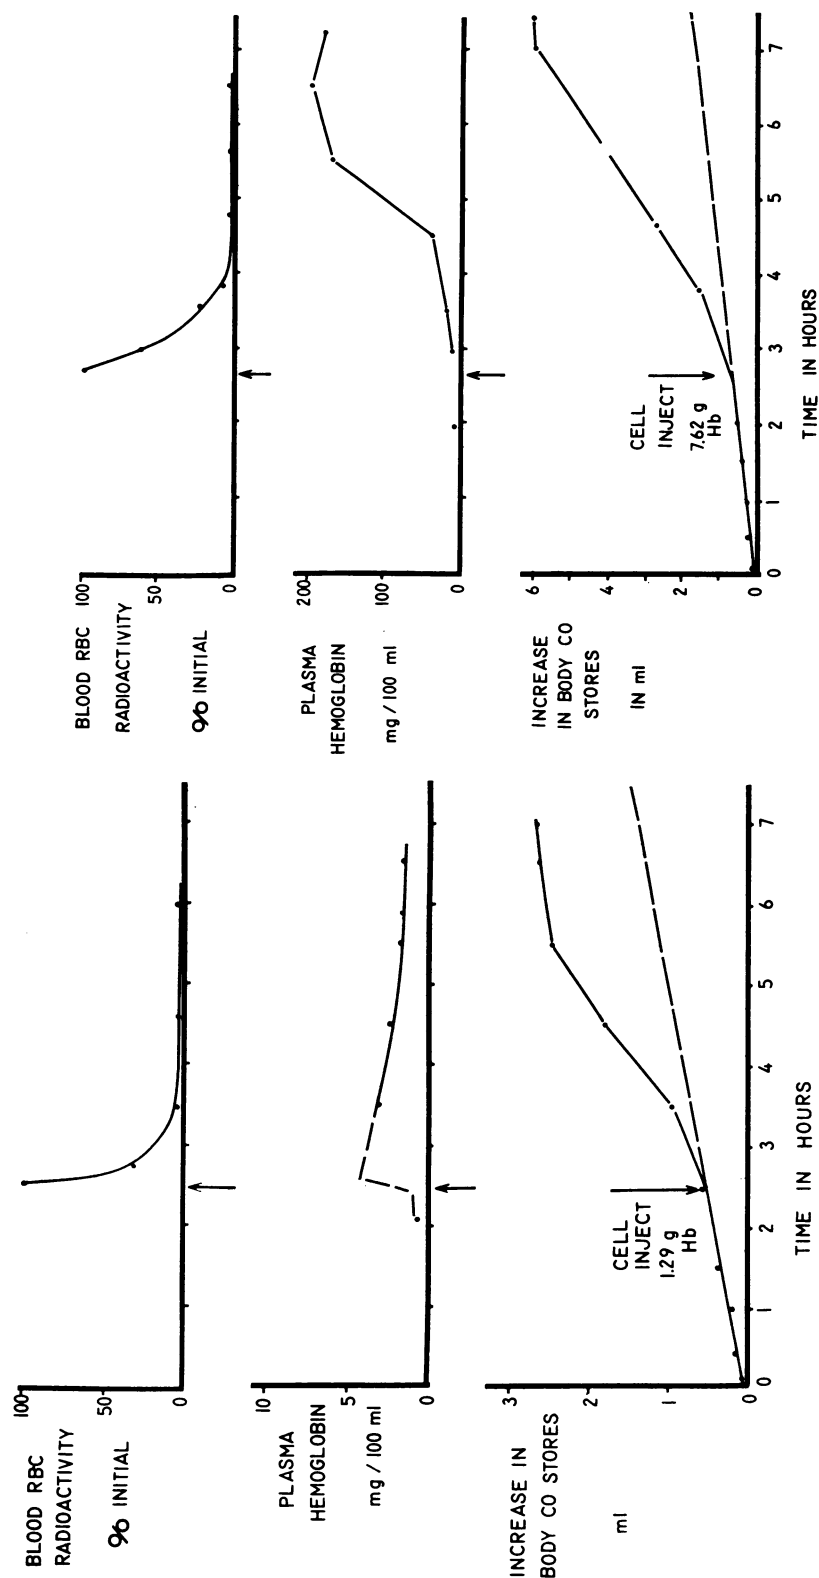 BLOOD RBC
RADIOACTIVITY
% INITIAL
100
50
0
PLASMA
HEMOGLOBIN
mg / 100 ml
10
5
0
INCREASE IN
BODY CO STORES
ml
3
2
1
0
CELL
INJECT
1.29 g
Hb
0 1 2 3 4 5 6 7
TIME IN HOURS
BLOOD RBC
RADIOACTIVITY
% INITIAL
100
50
0
PLASMA
HEMOGLOBIN
mg / 100 ml
200
100
0
INCREASE
IN BODY CO
STORES
IN ml
6
4
2
0
CELL
INJECT
7.62 g
Hb
0 1 2 3 4 5 6 7
TIME IN HOURS